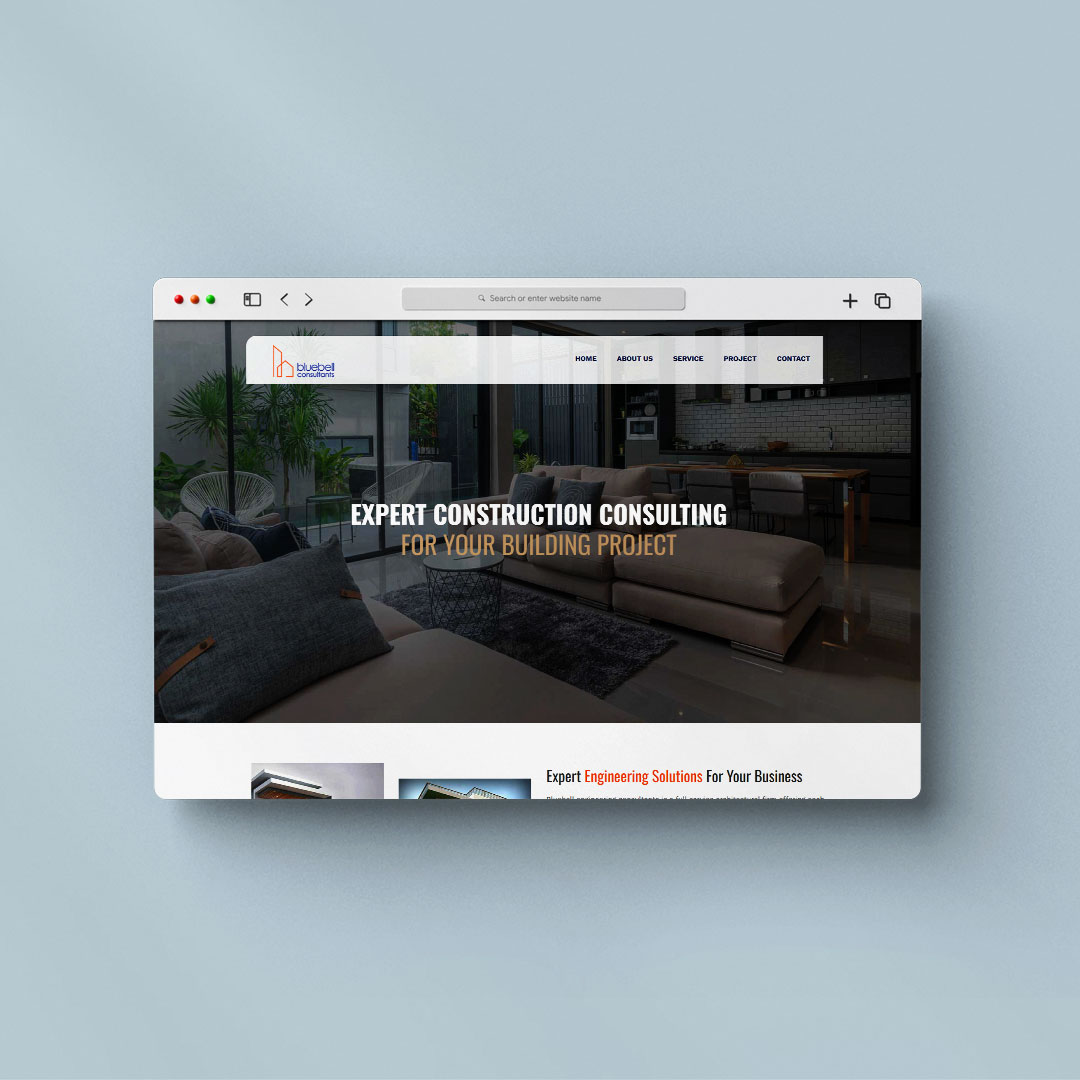 Search or enter website name
bluebell
consultants
HOME ABOUT US SERVICE PROJECT CONTACT
EXPERT CONSTRUCTION CONSULTING
FOR YOUR BUILDING PROJECT
Expert Engineering Solutions For Your Business